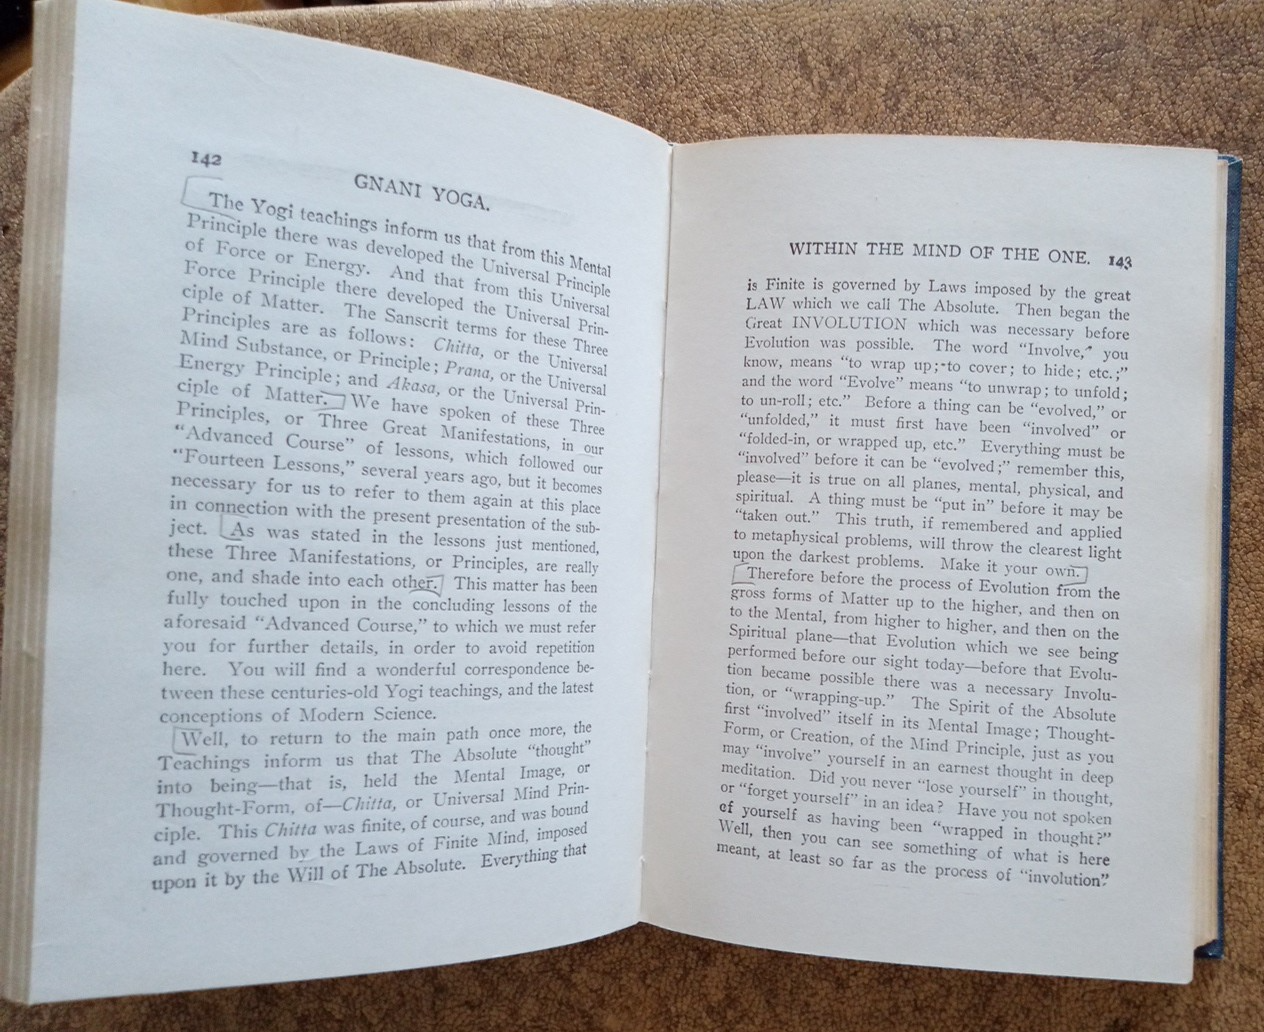 142
GNANI YOGA.
The Yogi teachings inform us that from this Mental
Principle there was developed the Universal Principle
of Force or Energy. And that from this Universal
Force Principle there developed the Universal Prin-
ciple of Matter. The Sanscrit terms for these Three
Principles are as follows: Chitta, or the Universal
Mind Substance, or Principle; Prana, or the Universal
Energy Principle; and Akasa, or the Universal Prin-
ciple of Matter. We have spoken of these Three
Principles, or Three Great Manifestations, in our
“Advanced Course” of lessons, which followed our
“Fourteen Lessons,” several years ago, but it becomes
necessary for us to refer to them again at this place
in connection with the present presentation of the sub-
ject. As was stated in the lessons just mentioned,
these Three Manifestations, or Principles, are really
one, and shade into each other. This matter has been
fully touched upon in the concluding lessons of the
aforesaid “Advanced Course,” to which we must refer
you for further details, in order to avoid repetition
here. You will find a wonderful correspondence be-
tween these centuries-old Yogi teachings, and the latest
conceptions of Modern Science.
Well, to return to the main path once more, the
Teachings inform us that The Absolute “thought”
into being—that is, held the Mental Image, or
Thought-Form, of—Chitta, or Universal Mind Prin-
ciple. This Chitta was finite, of course, and was bound
and governed by the Laws of Finite Mind, imposed
upon it by the Will of The Absolute. Everything that
WITHIN THE MIND OF THE ONE. 143
is Finite is governed by Laws imposed by the great
LAW which we call The Absolute. Then began the
Great INVOLUTION which was necessary before
Evolution was possible. The word “Involve,” you
know, means “to wrap up; to cover; to hide; etc.;”
and the word “Evolve” means “to unwrap; to unfold;
to un-roll; etc.” Before a thing can be “evolved,” or
“unfolded,” it must first have been “involved” or
“folded-in, or wrapped up, etc.” Everything must be
“involved” before it can be “evolved;” remember this,
please—it is true on all planes, mental, physical, and
spiritual. A thing must be “put in” before it may be
“taken out.” This truth, if remembered and applied
to metaphysical problems, will throw the clearest light
upon the darkest problems. Make it your own.
Therefore before the process of Evolution from the
gross forms of Matter up to the higher, and then on
to the Mental, from higher to higher, and then on the
Spiritual plane—that Evolution which we see being
performed before our sight today—before that Evolu-
tion became possible there was a necessary Involu-
tion, or “wrapping-up.” The Spirit of the Absolute
first “involved” itself in its Mental Image; Thought-
Form, or Creation, of the Mind Principle, just as you
may “involve” yourself in an earnest thought in deep
meditation. Did you never “lose yourself” in thought,
or “forget yourself” in an idea? Have you not spoken
of yourself as having been “wrapped in thought?”
Well, then you can see something of what is here
meant, at least so far as the process of “involution”